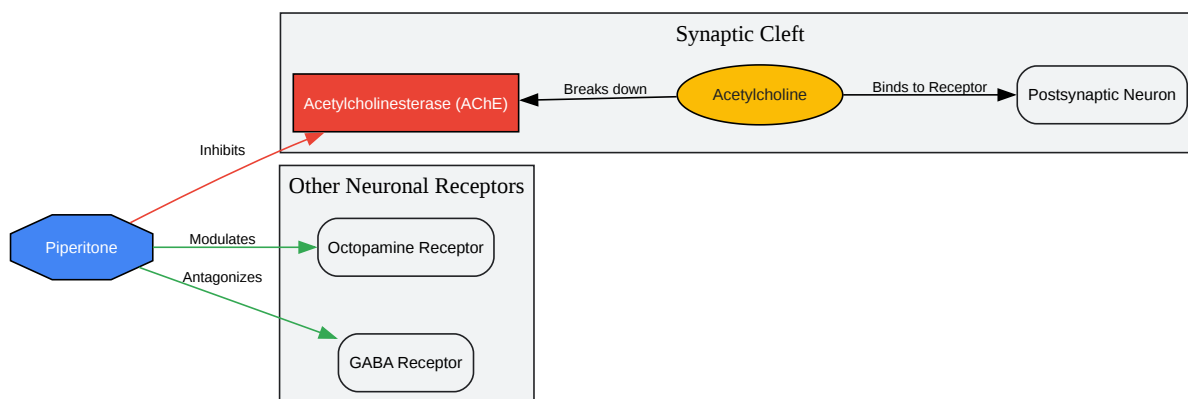 Synaptic Cleft
Acetylcholinesterase (AChE)
Breaks down
Acetylcholine
Binds to Receptor
Postsynaptic Neuron
Inhibits
Other Neuronal Receptors
Piperitone
Modulates
Octopamine Receptor
Antagonizes
GABA Receptor